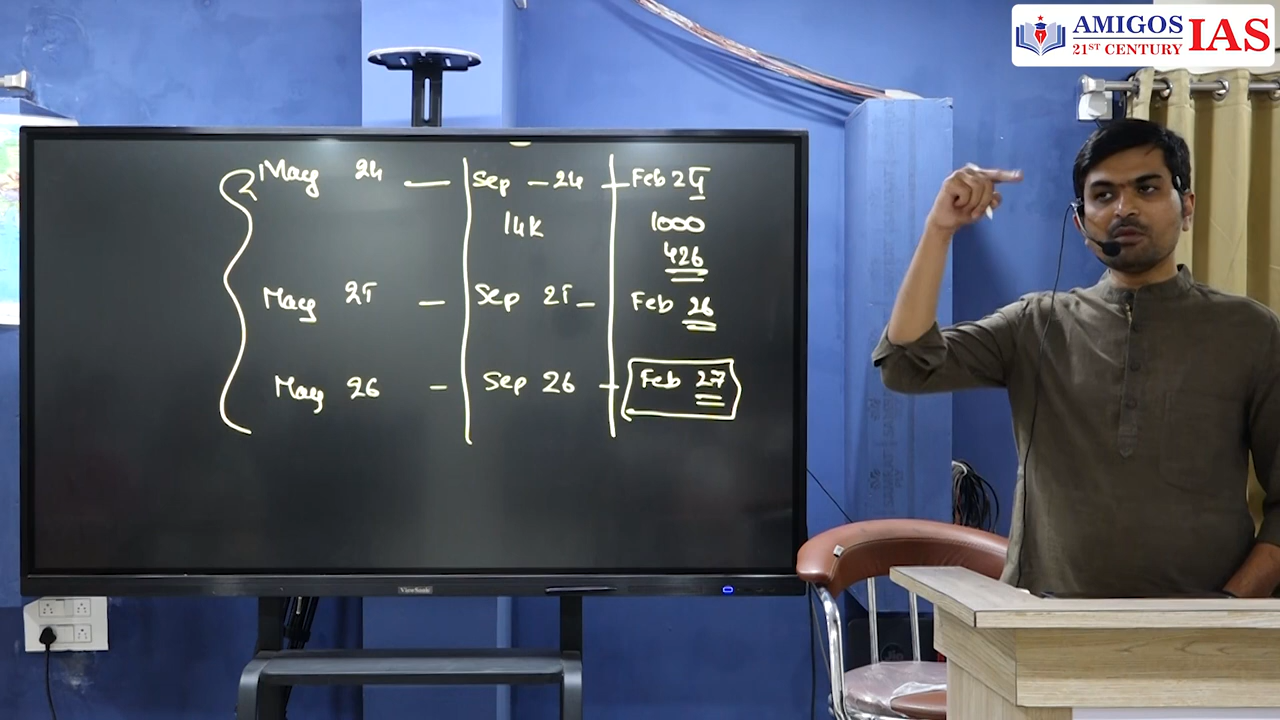 AMIGOS
21ST CENTURY
IAS
May 24 — Sep — 24 — Feb 25
14K 1000
426
May 25 — Sep 25 — Feb 26
May 26 — Sep 26 — Feb 27
ViewSonic